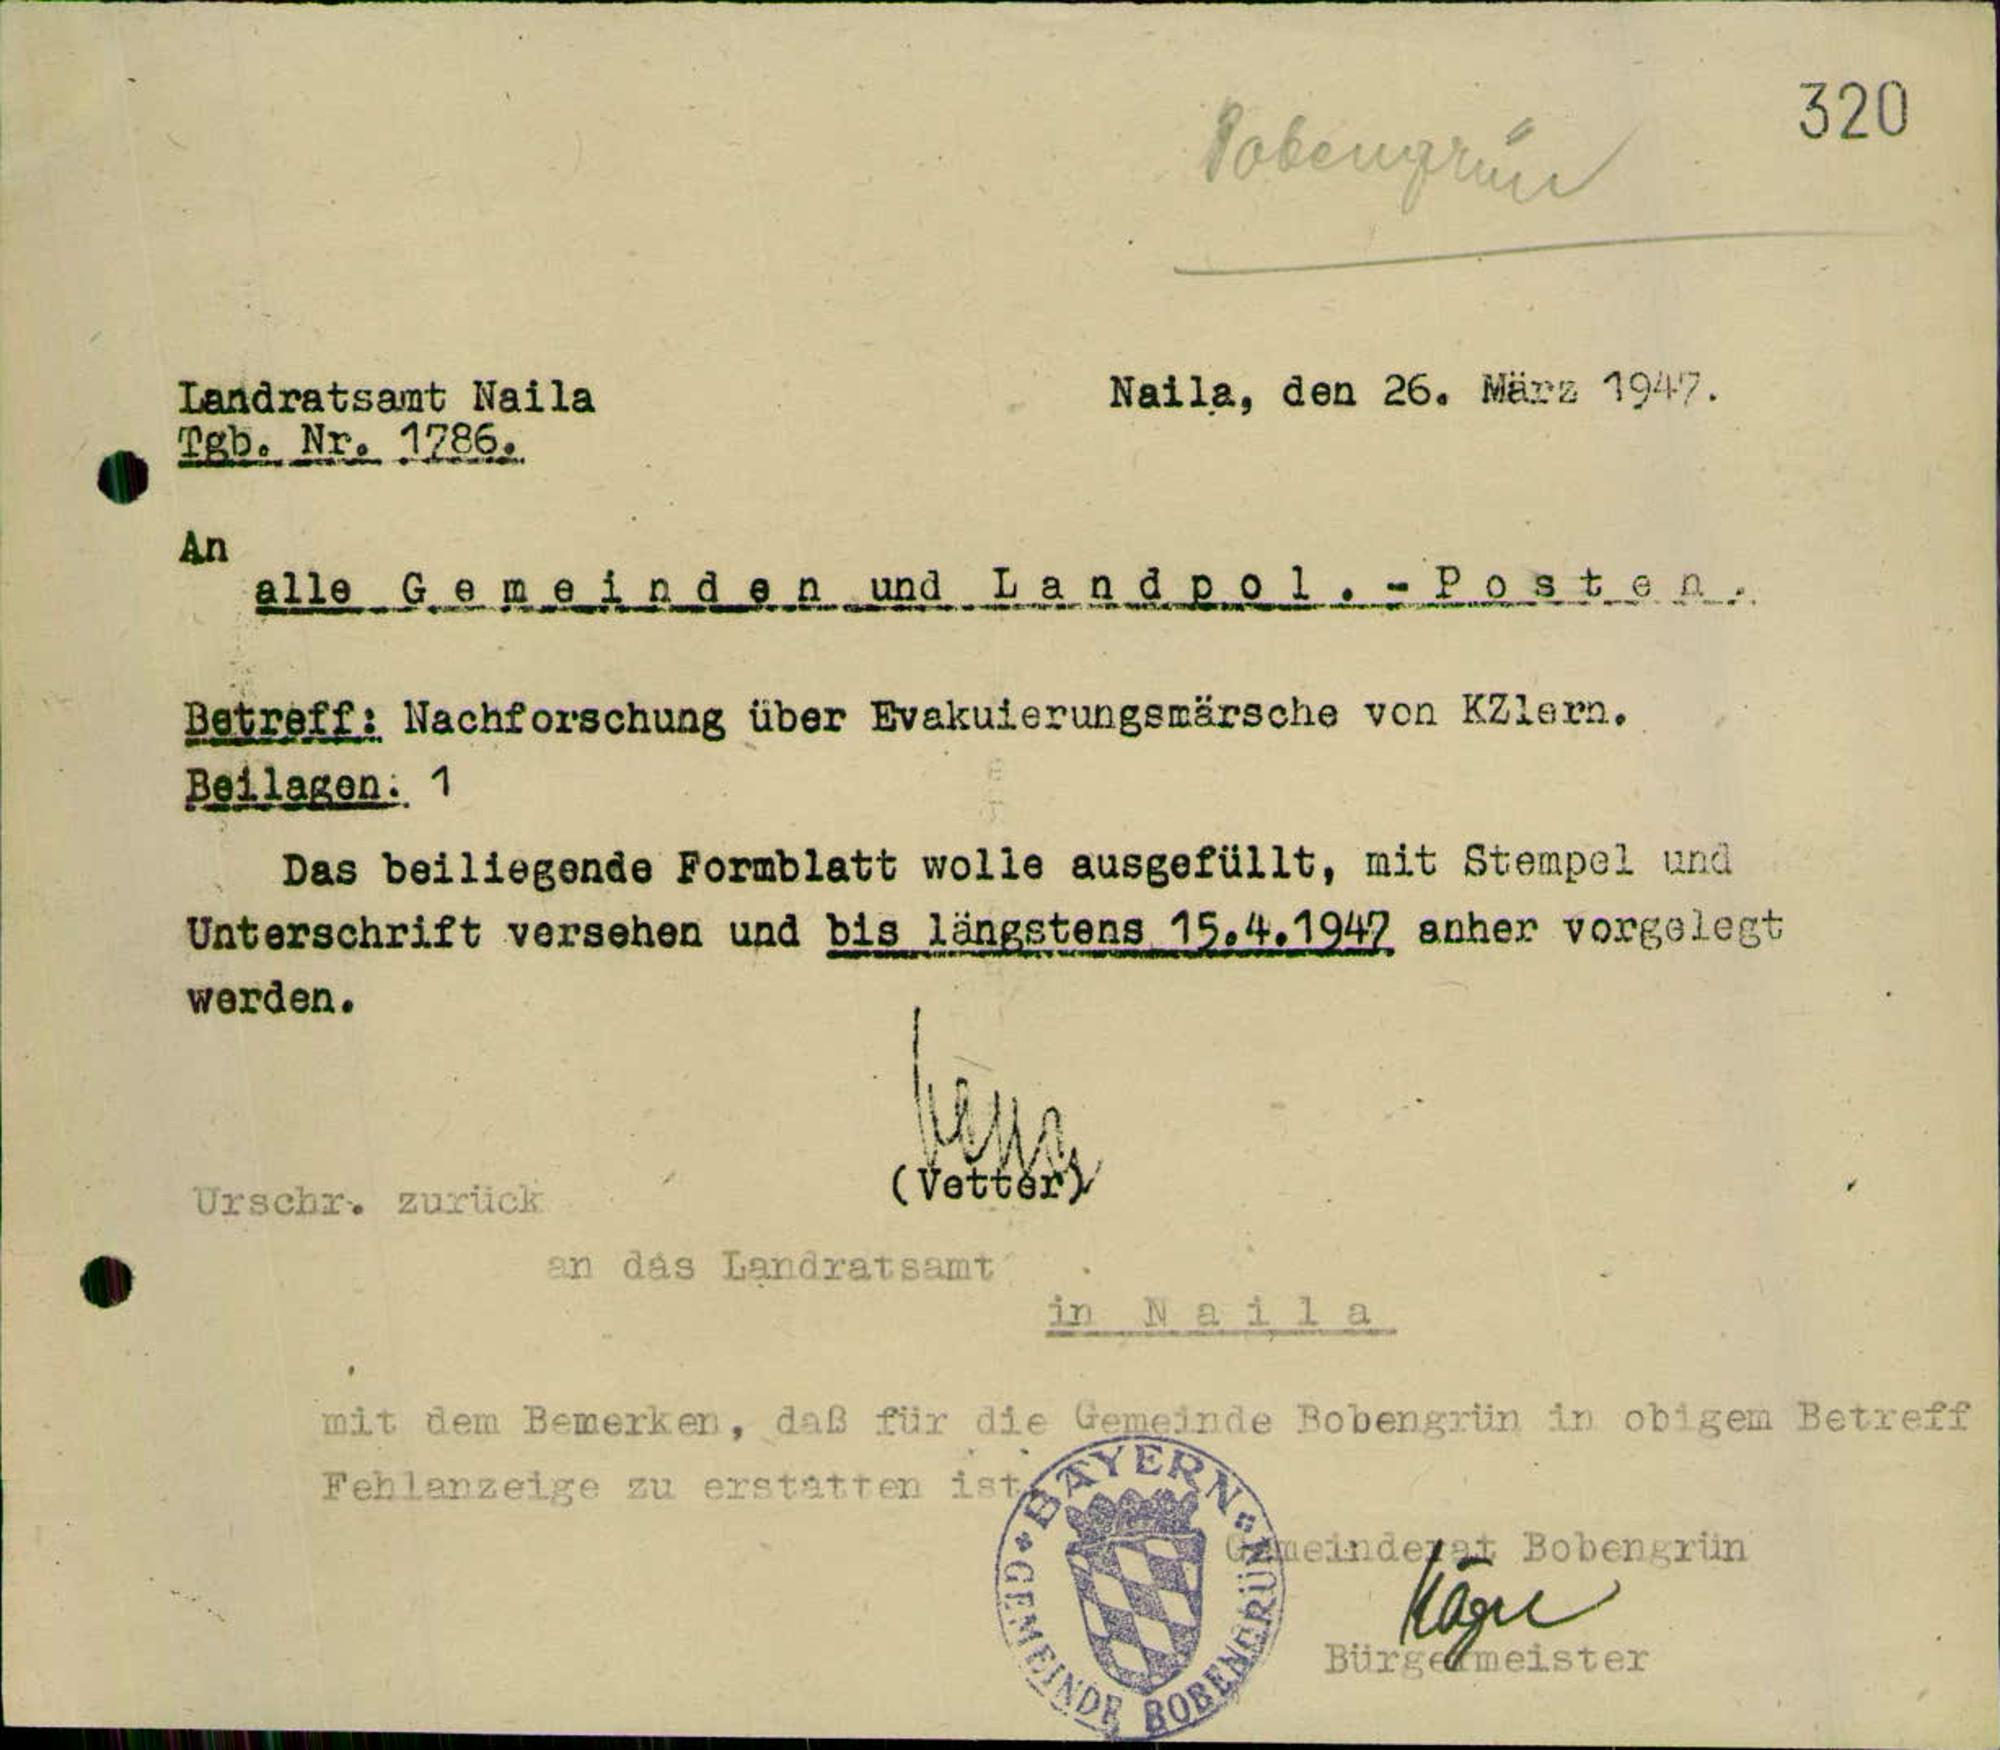 320
Bobengrün
Landratsamt Naila
Naila, den 26. März 1947.
Tgb. Nr. 1786.
An
alle Gemeinden und Landpol.-Posten.
Betreff: Nachforschung über Evakuierungsmärsche von KZlern.
Beilagen: 1
Das beiliegende Formblatt wolle ausgefüllt, mit Stempel und
Unterschrift versehen und bis längstens 15.4.1947 anher vorgelegt
werden.
(Vetter)
Urschr. zurück
an das Landratsamt
in Naila
mit dem Bemerken, daß für die Gemeinde Bobengrün in obigem Betreff
Fehlanzeige zu erstatten ist
BAYERN
GEMEINDE BOBENGRÜN
Gemeinderat Bobengrün
Bürgermeister